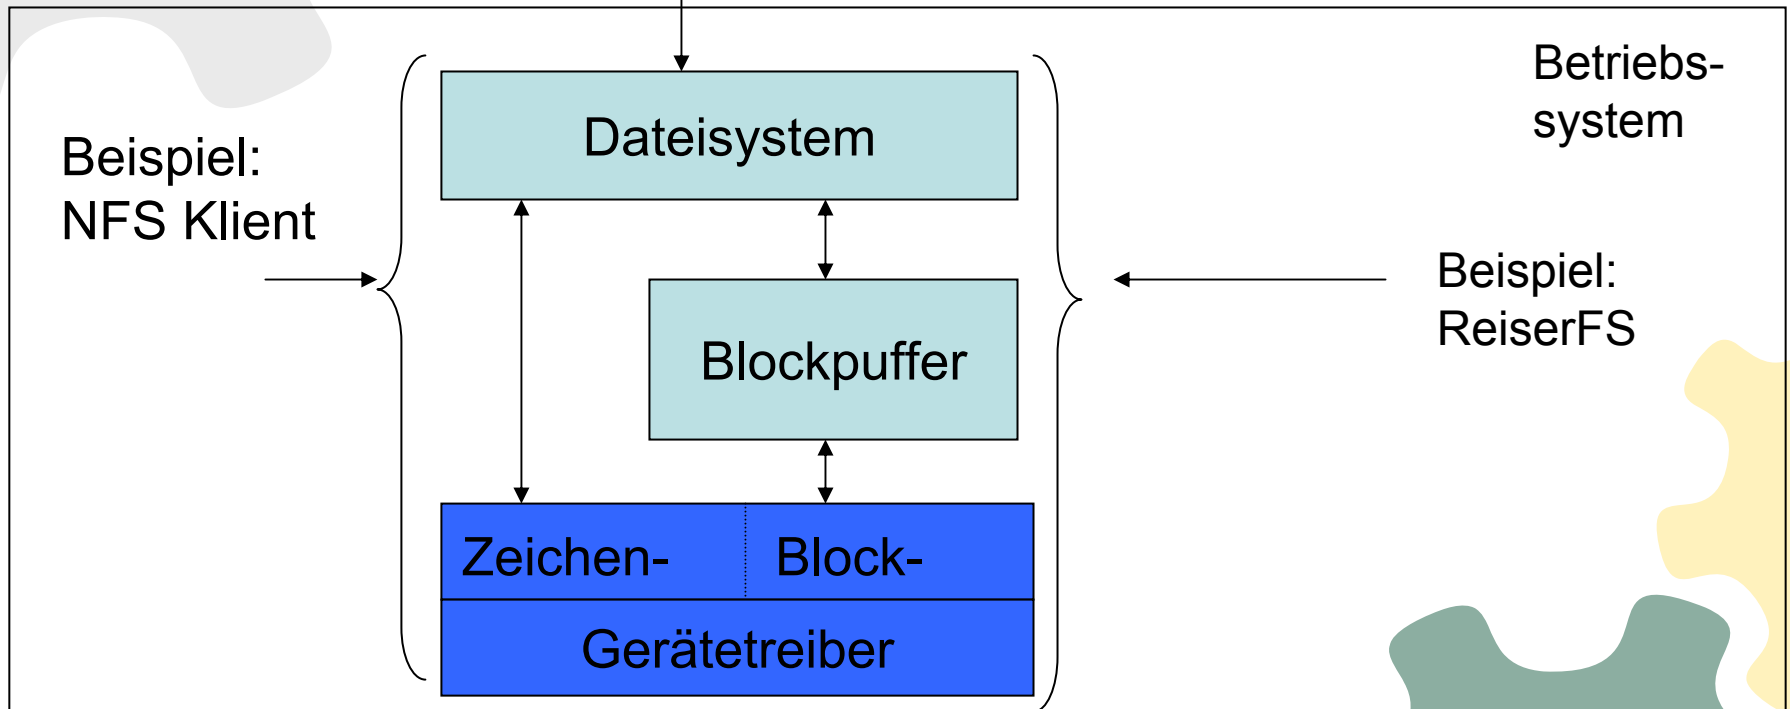 Betriebs-
system
Dateisystem
Beispiel:
NFS Klient
Beispiel:
ReiserFS
Blockpuffer
Zeichen-
Block-
Gerätetreiber